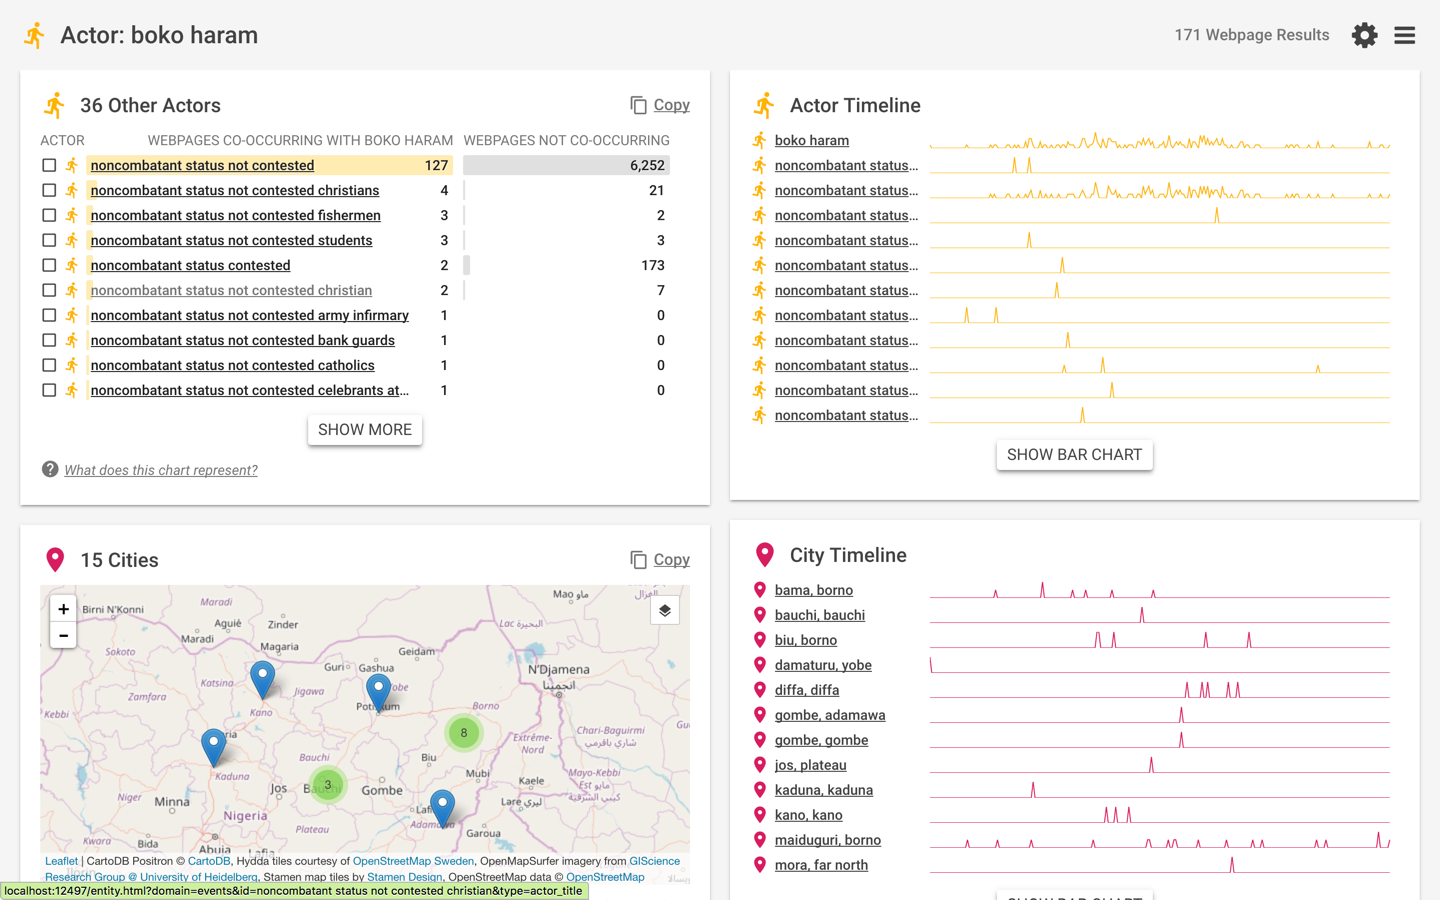 Actor: boko haram
171 Webpage Results
36 Other Actors
Copy
ACTOR WEBPAGES CO-OCCURRING WITH BOKO HARAM WEBPAGES NOT CO-OCCURRING
noncombatant status not contested 127 6,252
noncombatant status not contested christians 4 21
noncombatant status not contested fishermen 3 2
noncombatant status not contested students 3 3
noncombatant status contested 2 173
noncombatant status not contested christian 2 7
noncombatant status not contested army infirmary 1 0
noncombatant status not contested bank guards 1 0
noncombatant status not contested catholics 1 0
noncombatant status not contested celebrants at... 1 0
SHOW MORE
What does this chart represent?
Actor Timeline
boko haram
noncombatant status...
noncombatant status...
noncombatant status...
noncombatant status...
noncombatant status...
noncombatant status...
noncombatant status...
noncombatant status...
noncombatant status...
noncombatant status...
noncombatant status...
SHOW BAR CHART
15 Cities
Copy
+
−
Birni N'Konni
Maradi
Mao ماو
Aguié
Zinder
Lac البحيرة
Maradi
Magaria
Sokoto
Geidam
Guri
Gashua
N'Djamena
انجمينا
Katsina
Jigawa
obe
Zamfara
Kebbi
Kano
Potiskum
Borno
8
Chari-Baguirmi
شاري باقرمي
Extrême-
Nord
ria
Bauchi
Biu
Kaduna
Mubi
Mayo-Kebbi
Est
3
Kaele
Niger
Jos
Gombe
Minna
Lare
Nigeria
Lafia
Adama
Plateau
Garoua
Kwara
Bida
Abuja
Leaflet | CartoDB Positron © CartoDB, Hydda tiles courtesy of OpenStreetMap Sweden, OpenMapSurfer imagery from GIScience
Research Group @ University of Heidelberg, Stamen map tiles by Stamen Design, OpenStreetMap data © OpenStreetMap
localhost:12497/entity.html?domain=events&id=noncombatant status not contested christian&type=actor_title
City Timeline
bama, borno
bauchi, bauchi
biu, borno
damaturu, yobe
diffa, diffa
gombe, adamawa
gombe, gombe
jos, plateau
kaduna, kaduna
kano, kano
maiduguri, borno
mora, far north
SHOW BAR CHART